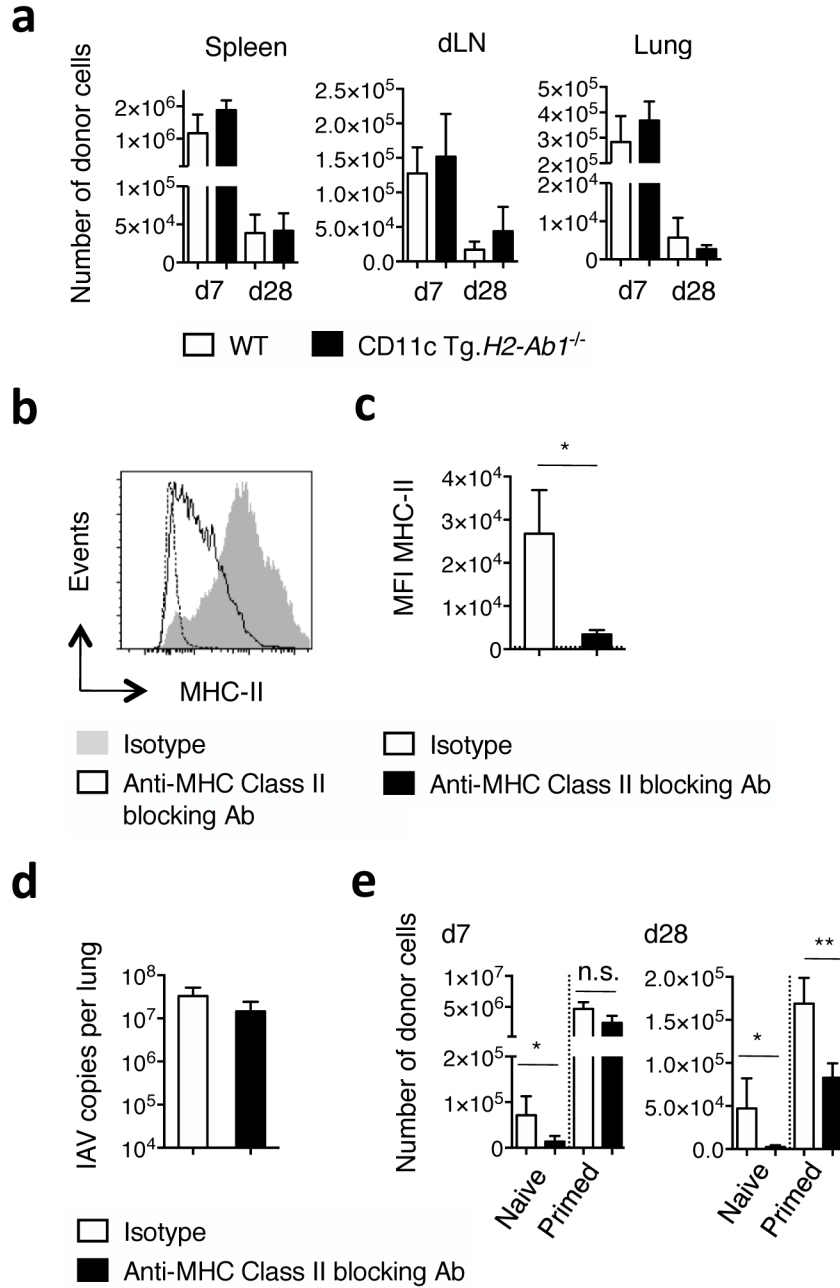 a
Spleen
dLN
Lung
Number of donor cells
2×10⁶
1×10⁶
1×10⁵
5×10⁴
0
d7
d28
2.5×10⁵
2.0×10⁵
1.5×10⁵
1.0×10⁵
5.0×10⁴
0.0
d7
d28
5×10⁵
4×10⁵
3×10⁵
2×10⁵
2×10⁴
1×10⁴
0
d7
d28
WT
CD11c Tg.H2-Ab1⁻/⁻
b
Events
MHC-II
Isotype
Anti-MHC Class II
blocking Ab
c
MFI MHC-II
4×10⁴
3×10⁴
2×10⁴
1×10⁴
0
*
Isotype
Anti-MHC Class II blocking Ab
d
IAV copies per lung
10⁸
10⁷
10⁶
10⁵
10⁴
Isotype
Anti-MHC Class II blocking Ab
e
Number of donor cells
d7
1×10⁷
5×10⁶
2×10⁵
1×10⁵
0
*
n.s.
Naive
Primed
d28
2.0×10⁵
1.5×10⁵
1.0×10⁵
5.0×10⁴
0.0
*
**
Naive
Primed